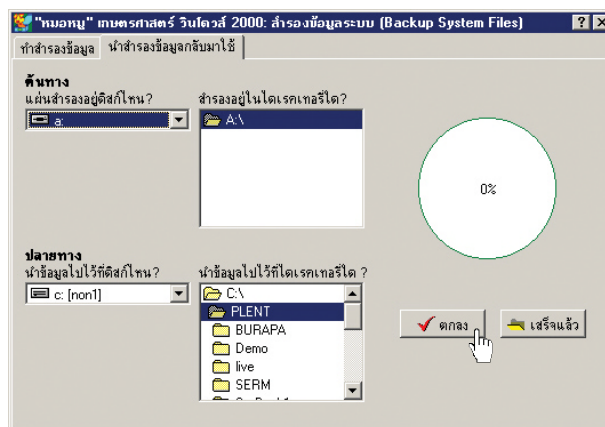 "หมอหมู" เกษตรศาสตร์ วินโดวส์ 2000: สำรองข้อมูลระบบ (Backup System Files)
ทำสำรองข้อมูล นำสำรองข้อมูลกลับมาใช้
ต้นทาง
แผ่นสำรองอยู่ดิสก์ไหน? สำรองอยู่ในไดเรคเทอรีใด?
a: A:\
0%
ปลายทาง
นำข้อมูลไปไว้ที่ดิสก์ไหน? นำข้อมูลไปไว้ที่ไดเรคเทอรีใด ?
c: [non1] C:\
PLENT
BURAPA
Demo
live
SERM
ตกลง เสร็จแล้ว